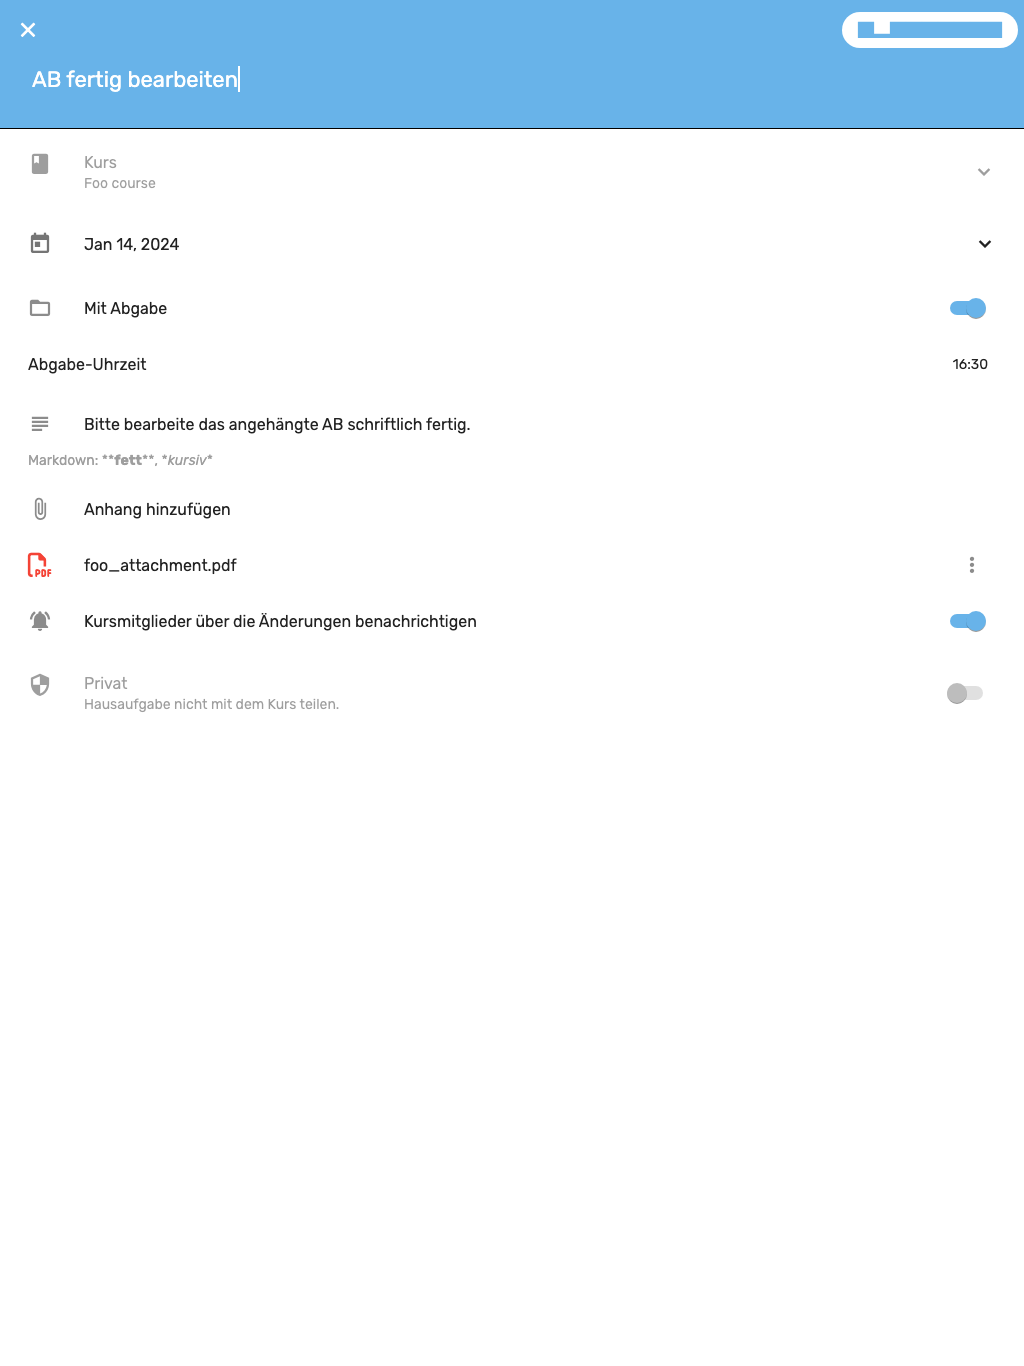 AB fertig bearbeiten
Kurs
Foo course
Jan 14, 2024
Mit Abgabe
Abgabe-Uhrzeit 16:30
Bitte bearbeite das angehängte AB schriftlich fertig.
Markdown: **fett**, *kursiv*
Anhang hinzufügen
PDF foo_attachment.pdf
Kursmitglieder über die Änderungen benachrichtigen
Privat
Hausaufgabe nicht mit dem Kurs teilen.